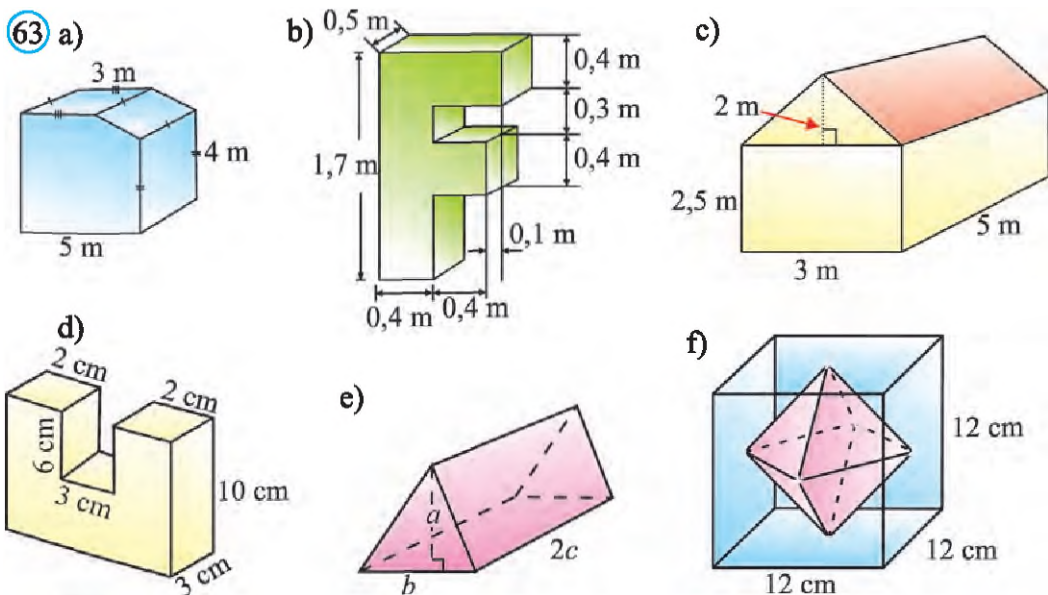 63 a)
3 m
4 m
5 m
b)
0,5 m
0,4 m
0,3 m
0,4 m
1,7 m
0,1 m
0,4 m
0,4 m
c)
2 m
2,5 m
5 m
3 m
d)
2 cm
2 cm
6 cm
3 cm
10 cm
3 cm
e)
a
b
2c
f)
12 cm
12 cm
12 cm